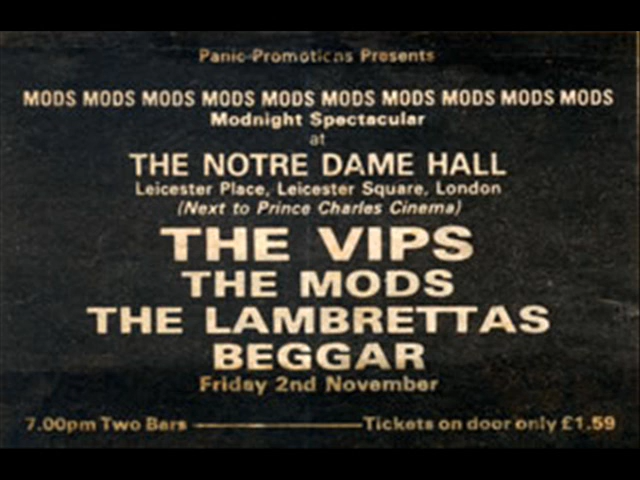 Panic Promotions Presents
MODS MODS MODS MODS MODS MODS MODS MODS MODS MODS
Modnight Spectacular
at
THE NOTRE DAME HALL
Leicester Place, Leicester Square, London
(Next to Prince Charles Cinema)
THE VIPS
THE MODS
THE LAMBRETTAS
BEGGAR
Friday 2nd November
7.00pm Two Bars ——— Tickets on door only £1.59